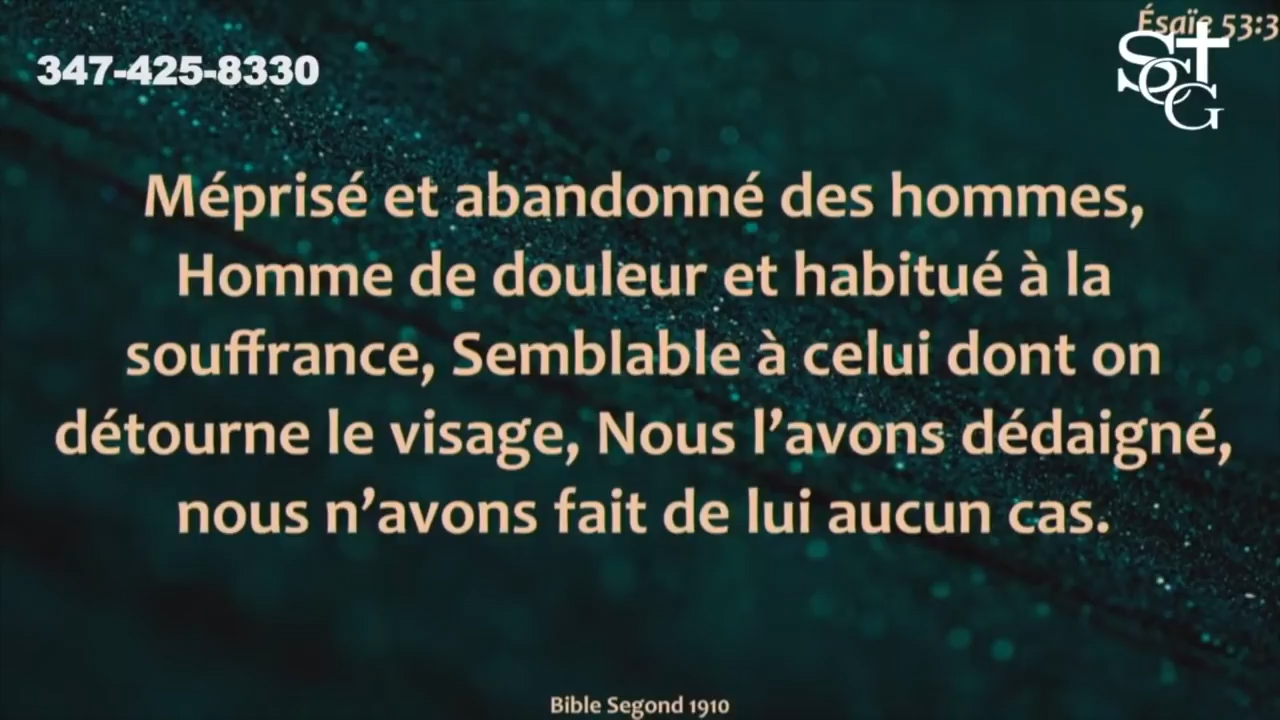 Ésaïe 53:3
347-425-8330
SCTG
Méprisé et abandonné des hommes,
Homme de douleur et habitué à la
souffrance, Semblable à celui dont on
détourne le visage, Nous l’avons dédaigné,
nous n’avons fait de lui aucun cas.
Bible Segond 1910